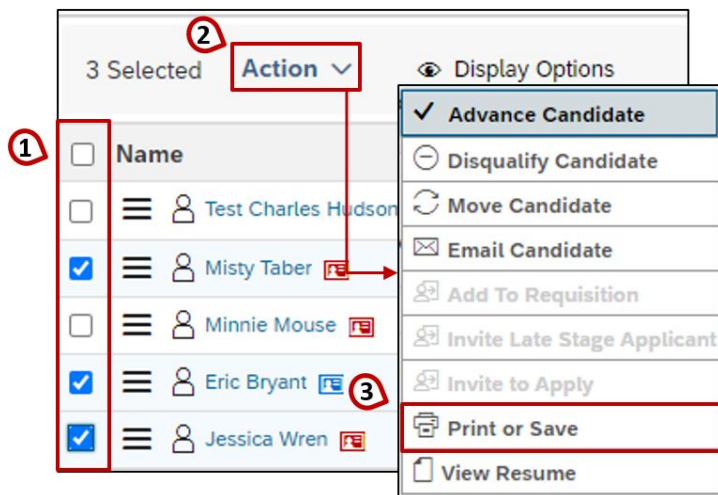 2
3 Selected Action Display Options
1
Name
Test Charles Hudson
Misty Taber
Minnie Mouse
Eric Bryant
3
Jessica Wren
Advance Candidate
Disqualify Candidate
Move Candidate
Email Candidate
Add To Requisition
Invite Late Stage Applicant
Invite to Apply
Print or Save
View Resume